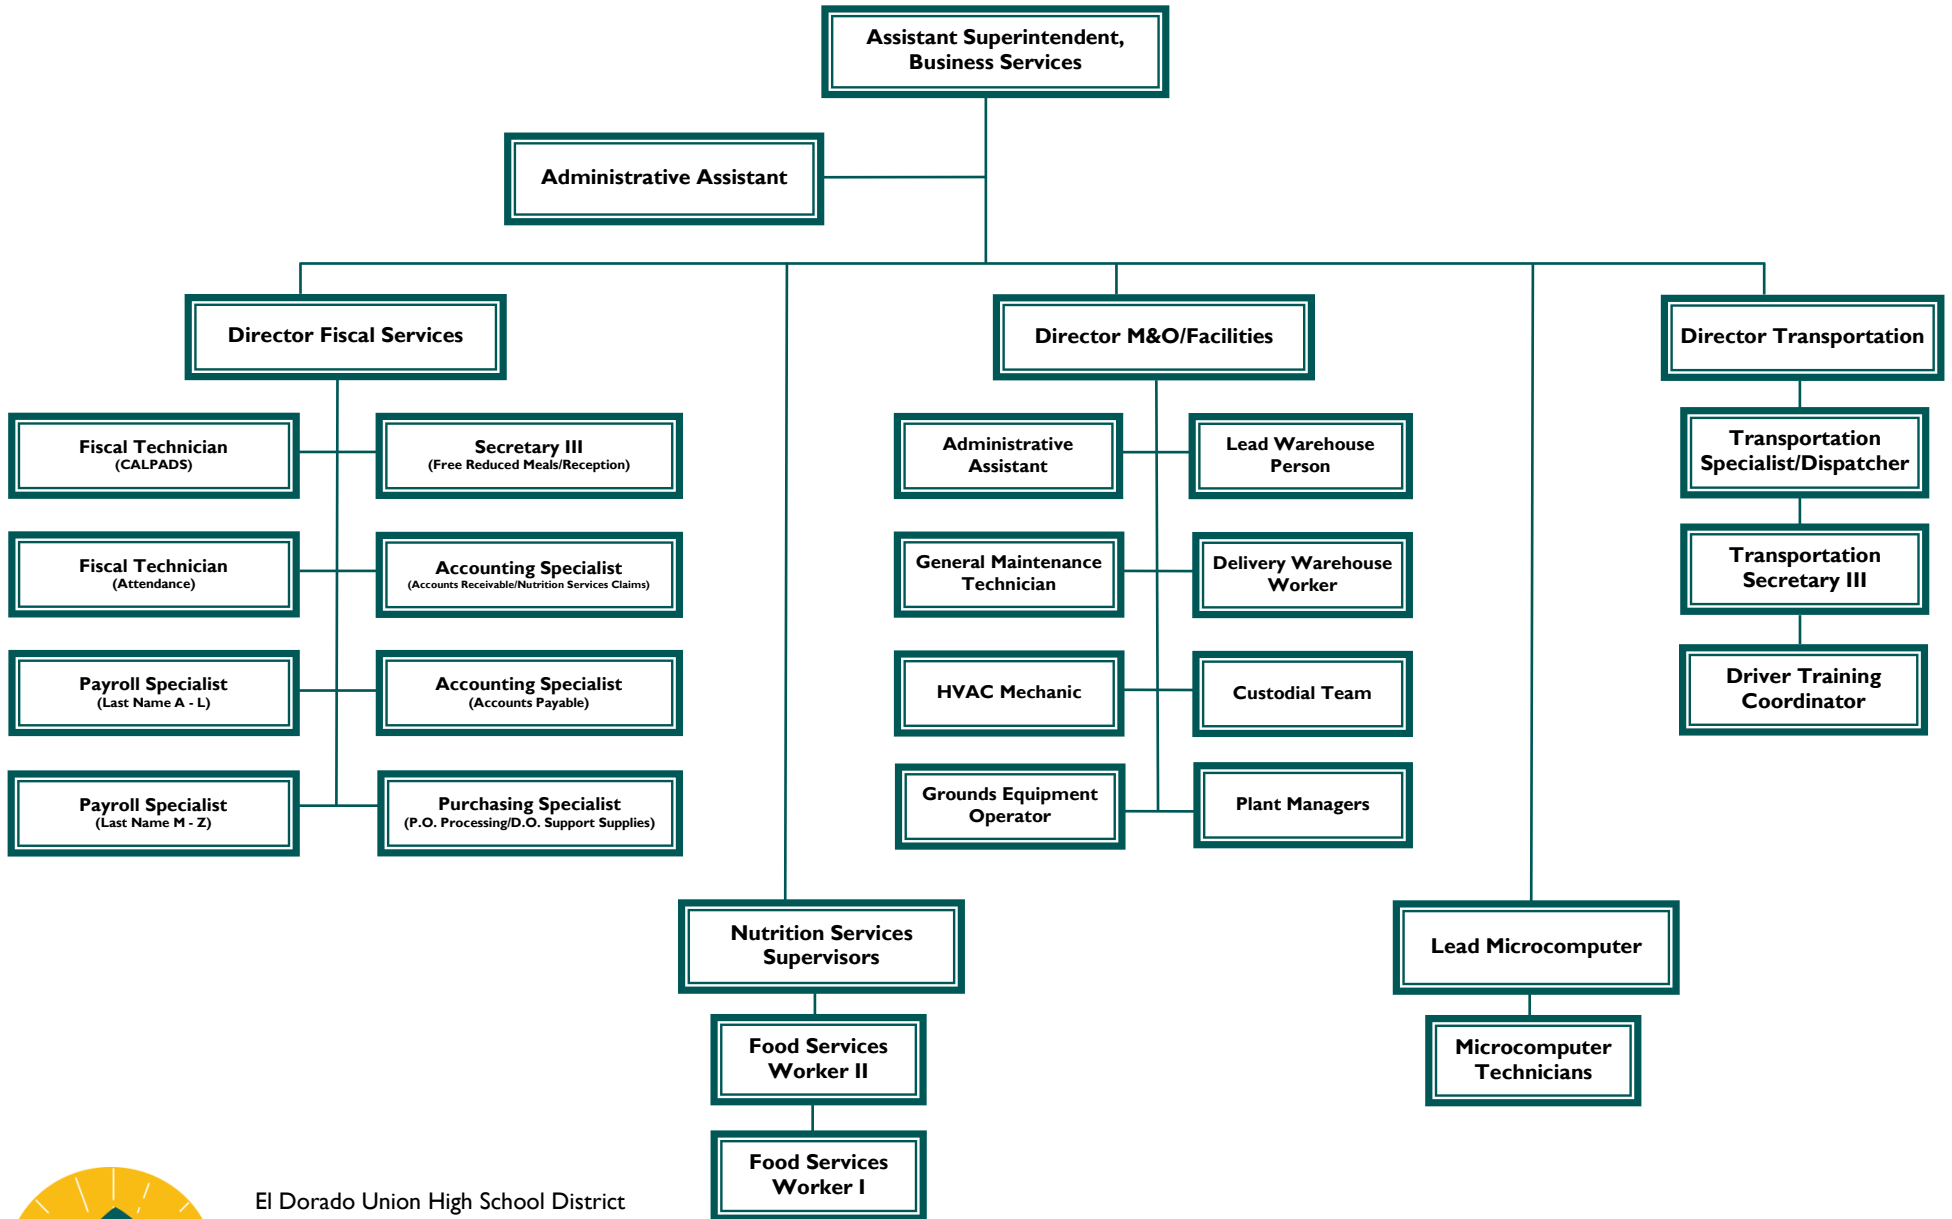 Assistant Superintendent,
Business Services
Administrative Assistant
Director Fiscal Services
Director M&O/Facilities
Director Transportation
Fiscal Technician
(CALPADS)
Secretary III
(Free Reduced Meals/Reception)
Fiscal Technician
(Attendance)
Accounting Specialist
(Accounts Receivable/Nutrition Services Claims)
Payroll Specialist
(Last Name A - L)
Accounting Specialist
(Accounts Payable)
Payroll Specialist
(Last Name M - Z)
Purchasing Specialist
(P.O. Processing/D.O. Support Supplies)
Administrative
Assistant
Lead Warehouse
Person
General Maintenance
Technician
Delivery Warehouse
Worker
HVAC Mechanic
Custodial Team
Grounds Equipment
Operator
Plant Managers
Transportation
Specialist/Dispatcher
Transportation
Secretary III
Driver Training
Coordinator
Nutrition Services
Supervisors
Food Services
Worker II
Food Services
Worker I
Lead Microcomputer
Microcomputer
Technicians
El Dorado Union High School District